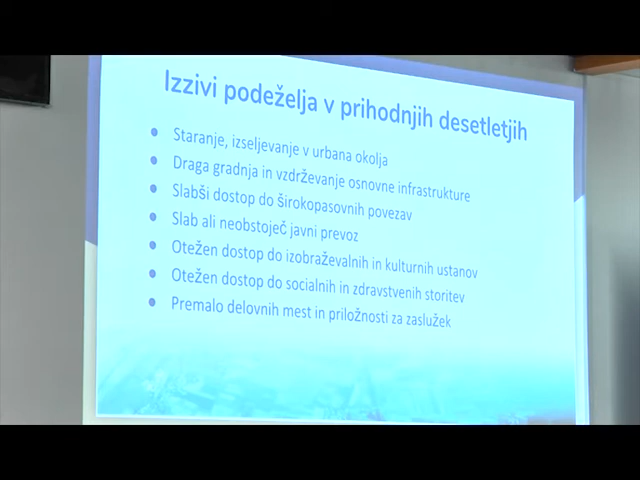 Izzivi podeželja v prihodnjih desetletjih
• Staranje, izseljevanje v urbana okolja
• Draga gradnja in vzdrževanje osnovne infrastrukture
• Slabši dostop do širokopasovnih povezav
• Slab ali neobstoječ javni prevoz
• Otežen dostop do izobraževalnih in kulturnih ustanov
• Otežen dostop do socialnih in zdravstvenih storitev
• Premalo delovnih mest in priložnosti za zaslužek